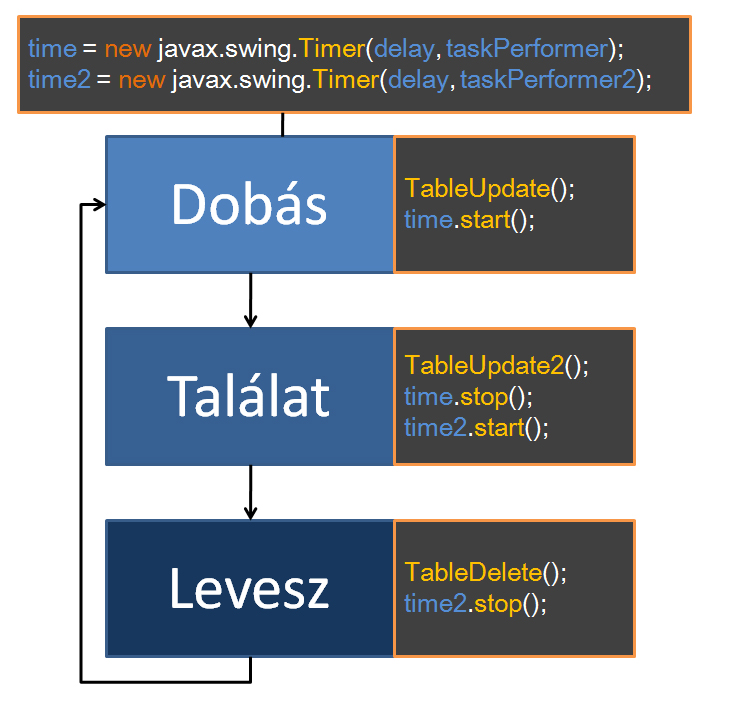 time = new javax.swing.Timer(delay, taskPerformer);
time2 = new javax.swing.Timer(delay, taskPerformer2);
Dobás
TableUpdate();
time.start();
Találat
TableUpdate2();
time.stop();
time2.start();
Levesz
TableDelete();
time2.stop();